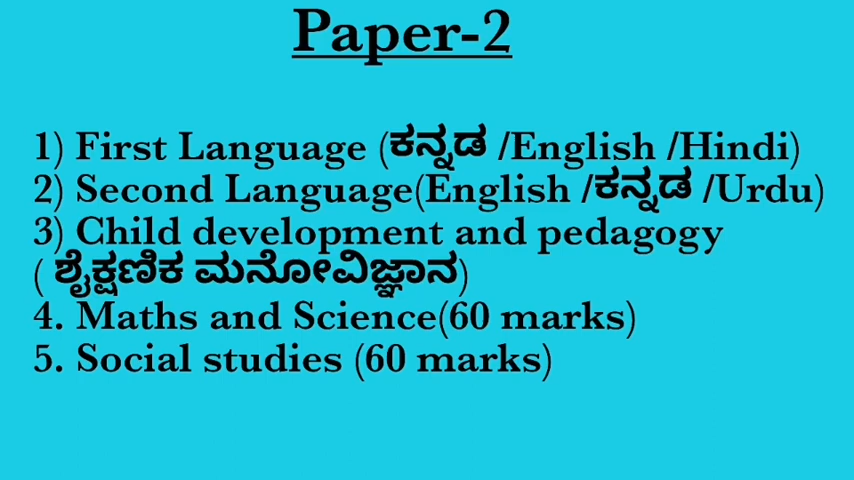 Paper-2
1) First Language (ಕನ್ನಡ /English /Hindi)
2) Second Language(English /ಕನ್ನಡ /Urdu)
3) Child development and pedagogy
( ಶೈಕ್ಷಣಿಕ ಮನೋವಿಜ್ಞಾನ)
4. Maths and Science(60 marks)
5. Social studies (60 marks)